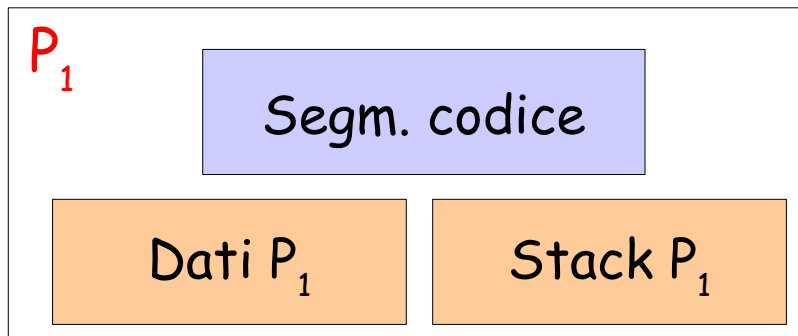 P₁
Segm. codice
Dati P₁
Stack P₁